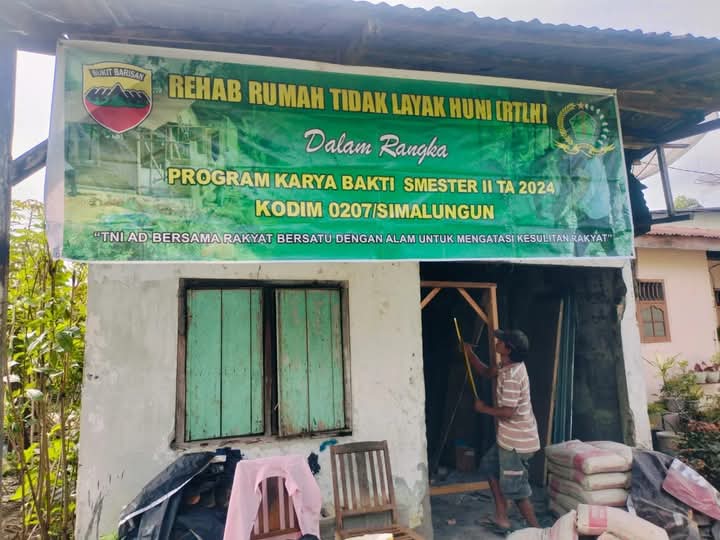 BUKIT BARISAN
REHAB RUMAH TIDAK LAYAK HUNI (RTLH)
Dalam Rangka
PROGRAM KARYA BAKTI SMESTER II TA 2024
KODIM 0207/SIMALUNGUN
"TNI AD BERSAMA RAKYAT BERSATU DENGAN ALAM UNTUK MENGATASI KESULITAN RAKYAT"